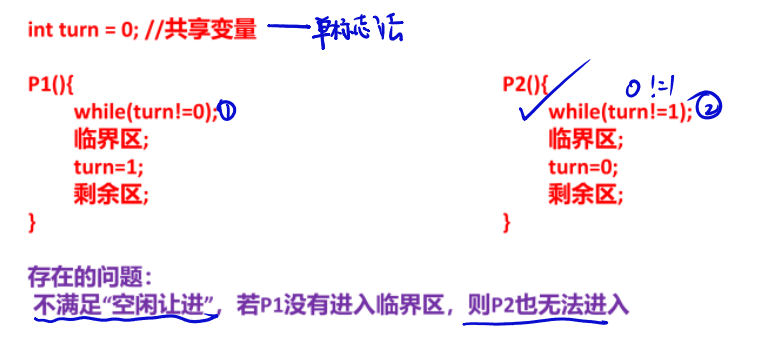 int turn = 0; //共享变量 单标志法
P1(){
while(turn!=0);①
临界区;
turn=1;
剩余区;
}
P2(){ 0!=1
while(turn!=1);②
临界区;
turn=0;
剩余区;
}
存在的问题：
不满足“空闲让进”，若P1没有进入临界区，则P2也无法进入